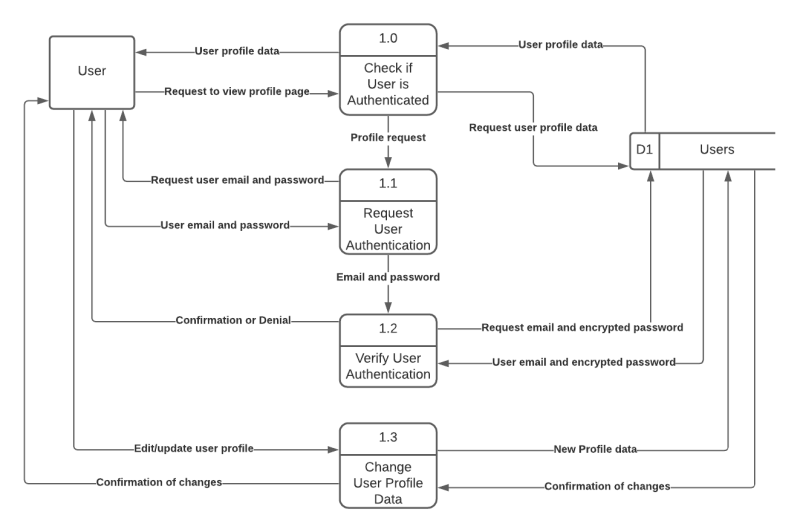 1.0
User profile data
User profile data
User
Check if
User is
Authenticated
Request to view profile page
Request user profile data
Profile request
D1
Users
1.1
Request user email and password
Request
User
Authentication
User email and password
Email and password
1.2
Confirmation or Denial
Request email and encrypted password
Verify User
Authentication
User email and encrypted password
1.3
Edit/update user profile
New Profile data
Change
User Profile
Data
Confirmation of changes
Confirmation of changes